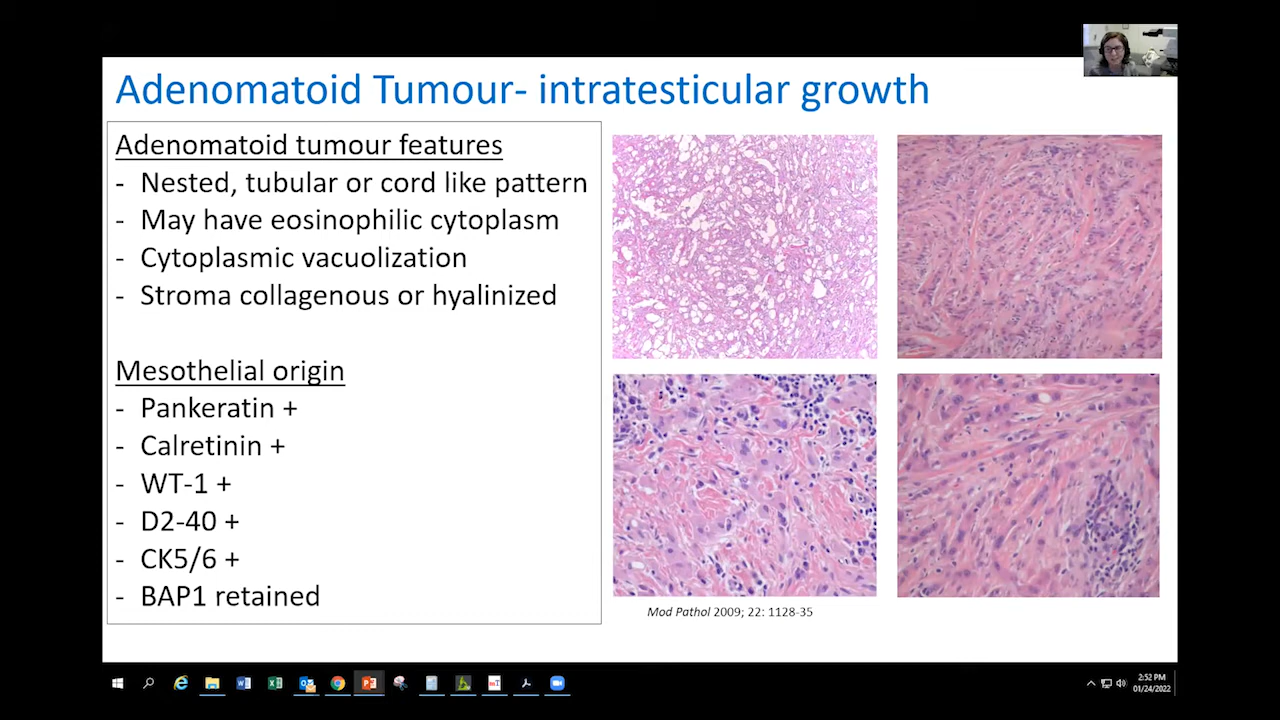 Adenomatoid Tumour- intratesticular growth
Adenomatoid tumour features
- Nested, tubular or cord like pattern
- May have eosinophilic cytoplasm
- Cytoplasmic vacuolization
- Stroma collagenous or hyalinized
Mesothelial origin
- Pankeratin +
- Calretinin +
- WT-1 +
- D2-40 +
- CK5/6 +
- BAP1 retained
Mod Pathol 2009; 22: 1128-35
2:52 PM
01/24/2022